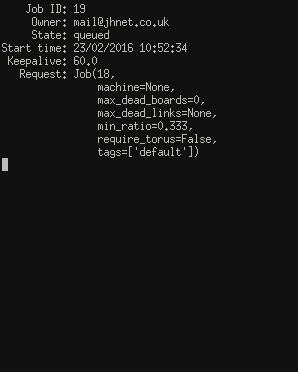 Job ID: 19
Owner: mail@jhnet.co.uk
State: queued
Start time: 23/02/2016 10:52:34
Keepalive: 60.0
Request: Job(18,
machine=None,
max_dead_boards=0,
max_dead_links=None,
min_ratio=0.333,
require_torus=False,
tags=['default'])